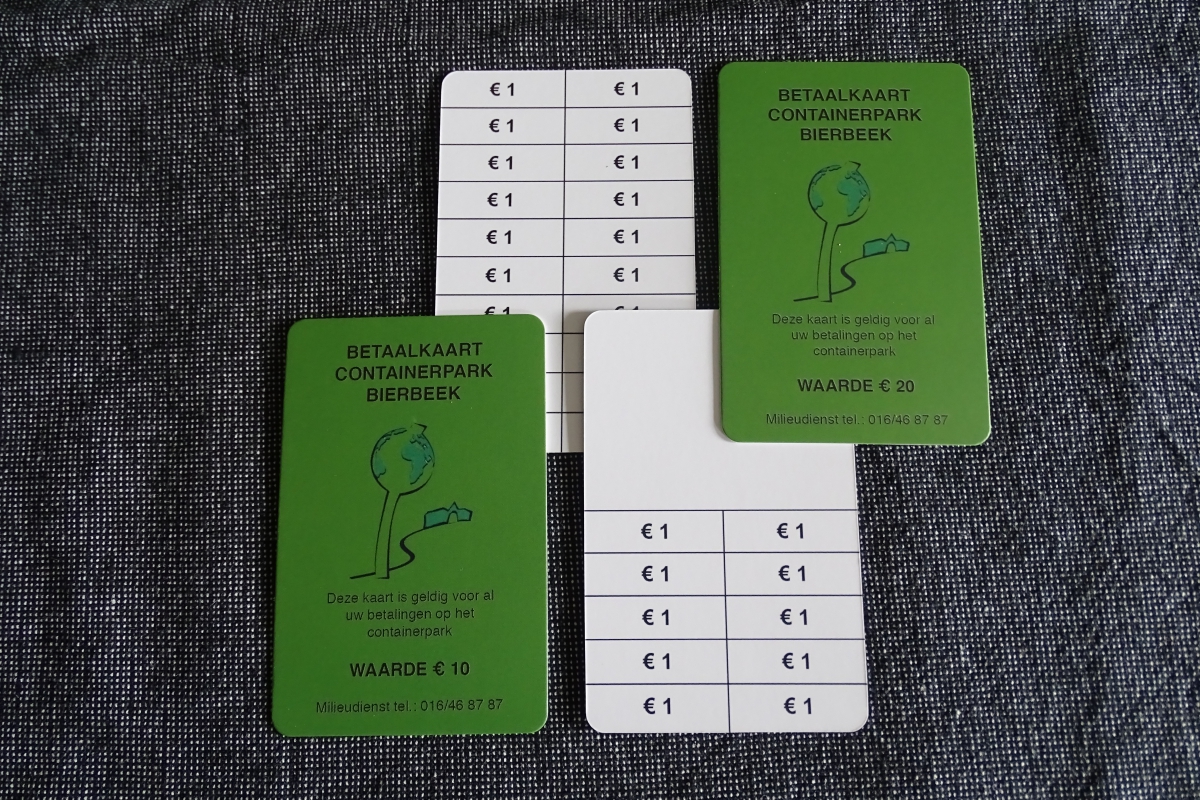 € 1 € 1
€ 1 € 1
€ 1 € 1
€ 1 € 1
€ 1 € 1
€ 1 € 1
€ 1 € 1
BETAALKAART
CONTAINERPARK
BIERBEEK
Deze kaart is geldig voor al
uw betalingen op het
containerpark
WAARDE € 20
Milieudienst tel.: 016/46 87 87
BETAALKAART
CONTAINERPARK
BIERBEEK
Deze kaart is geldig voor al
uw betalingen op het
containerpark
WAARDE € 10
Milieudienst tel.: 016/46 87 87
€ 1 € 1
€ 1 € 1
€ 1 € 1
€ 1 € 1
€ 1 € 1